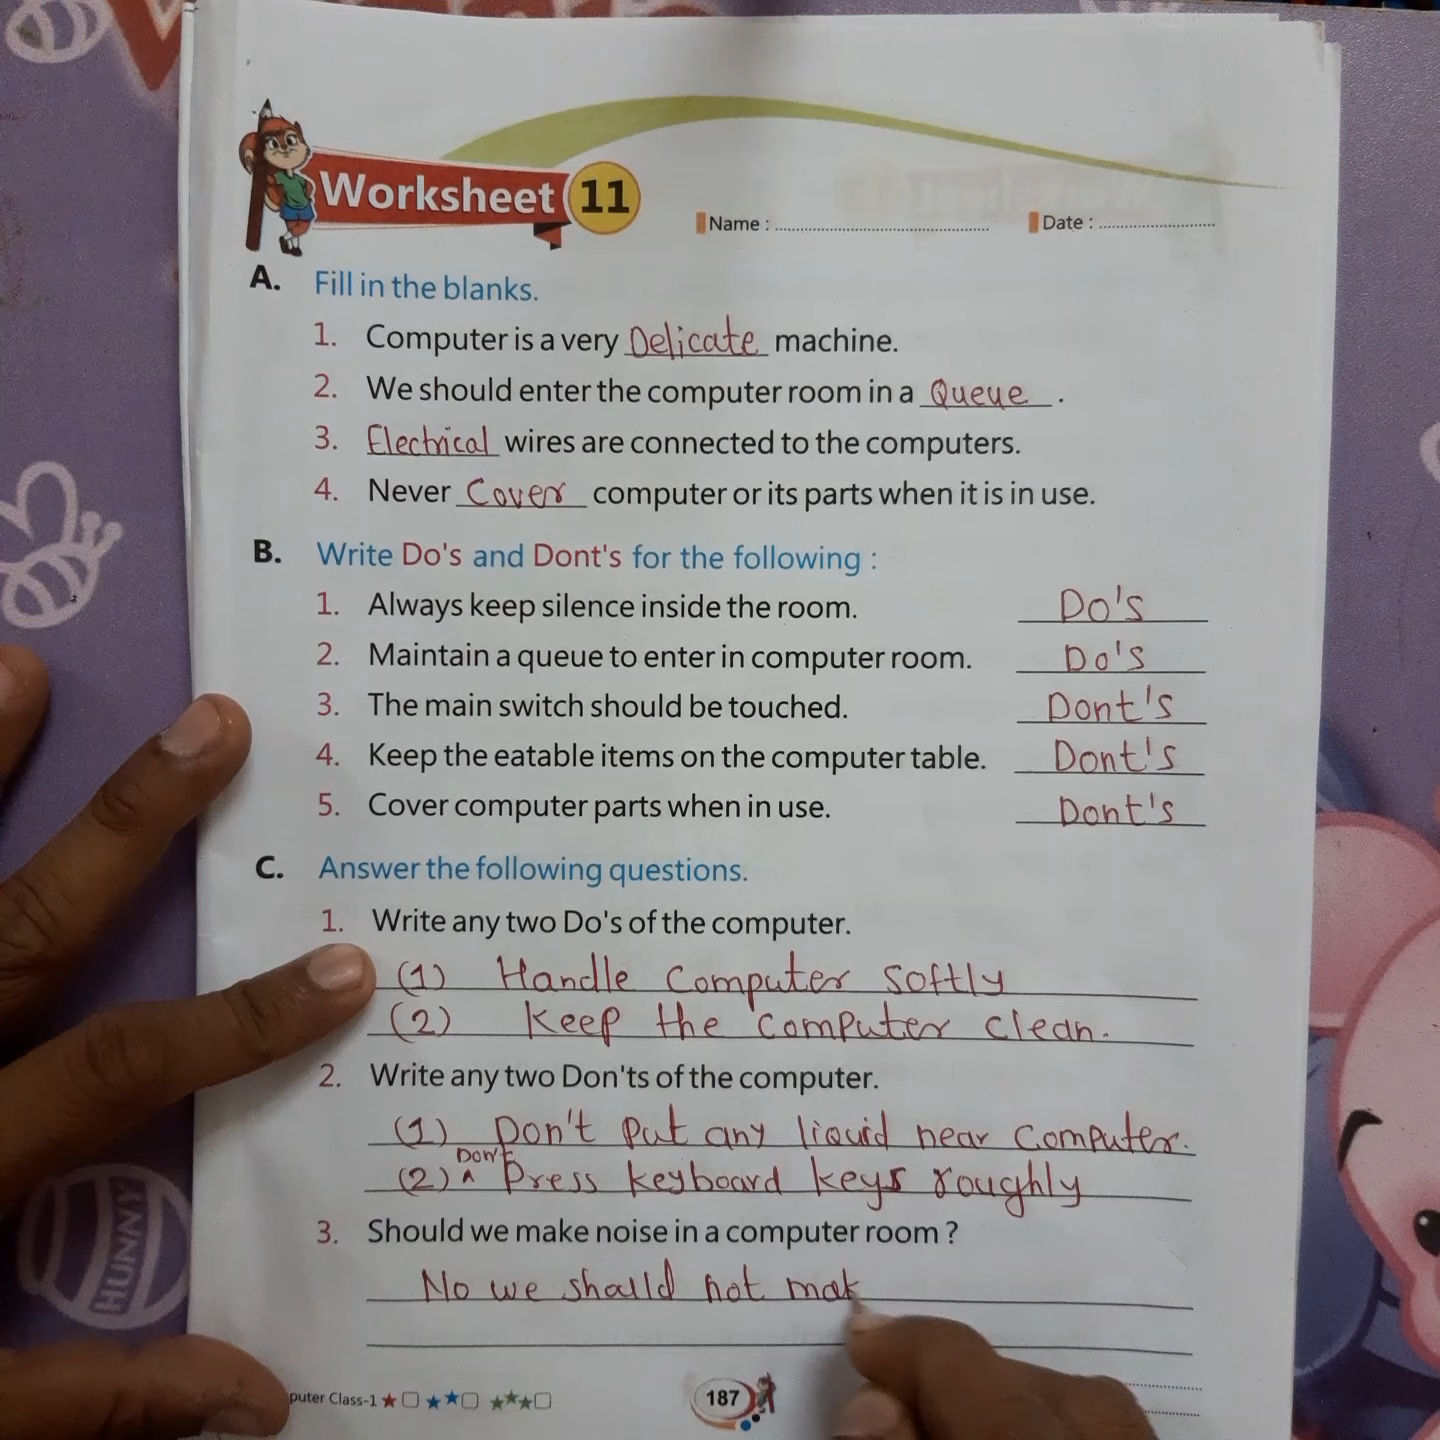 Worksheet 11
Name : Date :
A. Fill in the blanks.
1. Computer is a very Delicate machine.
2. We should enter the computer room in a Queue .
3. Electrical wires are connected to the computers.
4. Never Cover computer or its parts when it is in use.
B. Write Do's and Dont's for the following :
1. Always keep silence inside the room. Do's
2. Maintain a queue to enter in computer room. Do's
3. The main switch should be touched. Dont's
4. Keep the eatable items on the computer table. Dont's
5. Cover computer parts when in use. Dont's
C. Answer the following questions.
1. Write any two Do's of the computer.
(1) Handle Computer Softly
(2) Keep the computer clean.
2. Write any two Don'ts of the computer.
(1) Don't put any liquid near computer.
(2) Don't Press keyboard keys roughly
3. Should we make noise in a computer room ?
No we should not mak
puter Class-1 187
HUNNY